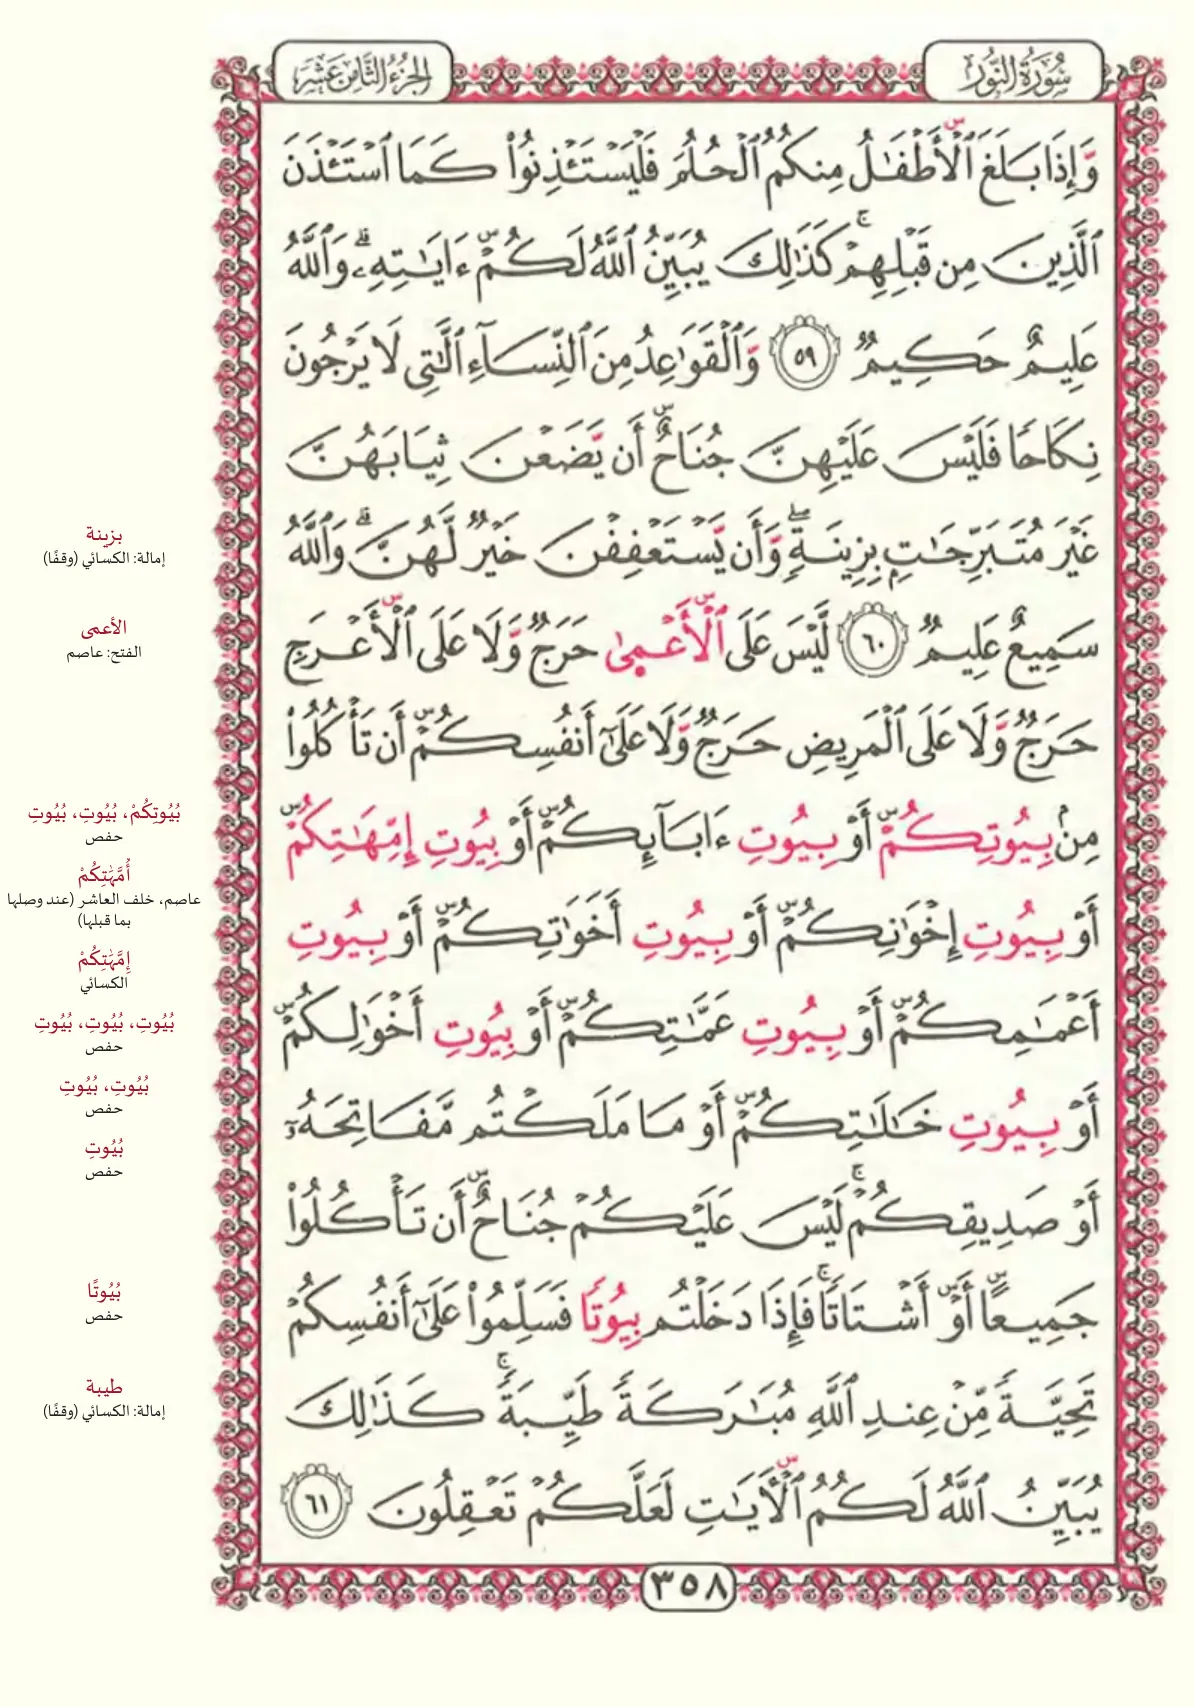 سُورَةُ النُّورِ
الجُزْءُ الثَّامِنَ عَشَرَ
وَّإِذَا بَلَغَ ٱلۡأَطۡفَٰلُ مِنكُمُ ٱلۡحُلُمَ فَلۡيَسۡتَـٔۡذِنُواْ كَمَا ٱسۡتَـٔۡذَنَ
ٱلَّذِينَ مِن قَبۡلِهِمۡۚ كَذَٰلِكَ يُبَيِّنُ ٱللَّهُ لَكُمۡ ءَايَٰتِهِۦۗ وَٱللَّهُ
عَلِيمٌ حَكِيمٞ ٥٩ وَّٱلۡقَوَٰعِدُ مِنَ ٱلنِّسَآءِ ٱلَّٰتِي لَا يَرۡجُونَ
نِكَاحٗا فَلَيۡسَ عَلَيۡهِنَّ جُنَاحٌ أَن يَّضَعۡنَ ثِيَابَهُنَّ
غَيۡرَ مُتَبَرِّجَٰتِۭ بِزِينَةٖۖ وَّأَن يَّسۡتَعۡفِفۡنَ خَيۡرٞ لَّهُنَّۗ وَٱللَّهُ
سَمِيعٌ عَلِيمٞ ٦٠ لَّيۡسَ عَلَى ٱلۡأَعۡمَىٰ حَرَجٞ وَّلَا عَلَى ٱلۡأَعۡرَجِ
حَرَجٞ وَّلَا عَلَى ٱلۡمَرِيضِ حَرَجٞ وَّلَا عَلَىٰٓ أَنفُسِكُمۡ أَن تَأۡكُلُواْ
مِنۢ بِيُوتِكُمۡ أَوۡ بِيُوتِ ءَابَآئِكُمۡ أَوۡ بِيُوتِ إِمِّهَٰتِكُمۡ
أَوۡ بِيُوتِ إِخۡوَٰنِكُمۡ أَوۡ بِيُوتِ أَخَوَٰتِكُمۡ أَوۡ بِيُوتِ
أَعۡمَٰمِكُمۡ أَوۡ بِيُوتِ عَمَّٰتِكُمۡ أَوۡ بِيُوتِ أَخۡوَٰلِكُمۡ
أَوۡ بِيُوتِ خَٰلَٰتِكُمۡ أَوۡ مَا مَلَكۡتُم مَّفَاتِحَهُۥٓ
أَوۡ صَدِيقِكُمۡۚ لَيۡسَ عَلَيۡكُمۡ جُنَاحٌ أَن تَأۡكُلُواْ
جَمِيعًا أَوۡ أَشۡتَاتٗاۚ فَإِذَا دَخَلۡتُم بِيُوتٗا فَسَلِّمُواْ عَلَىٰٓ أَنفُسِكُمۡ
تَحِيَّةٗ مِّنۡ عِندِ ٱللَّهِ مُبَٰرَكَةٗ طَيِّبَةٗۚ كَذَٰلِكَ
يُبَيِّنُ ٱللَّهُ لَكُمُ ٱلۡأٓيَٰتِ لَعَلَّكُمۡ تَعۡقِلُونَ ٦١
٣٥٨
بزينة
إمالة: الكسائي (وقفًا)
الأعمى
الفتح: عاصم
بُيُوتِكُمْ، بُيُوتِ، بُيُوتِ
حفص
أُمَّهَٰتِكُمْ
عاصم، خلف العاشر (عند وصلها
بما قبلها)
إِمَّهَٰتِكُمْ
الكسائي
بُيُوتِ، بُيُوتِ، بُيُوتِ
حفص
بُيُوتِ، بُيُوتِ
حفص
بُيُوتِ
حفص
بُيُوتًا
حفص
طيبة
إمالة: الكسائي (وقفًا)